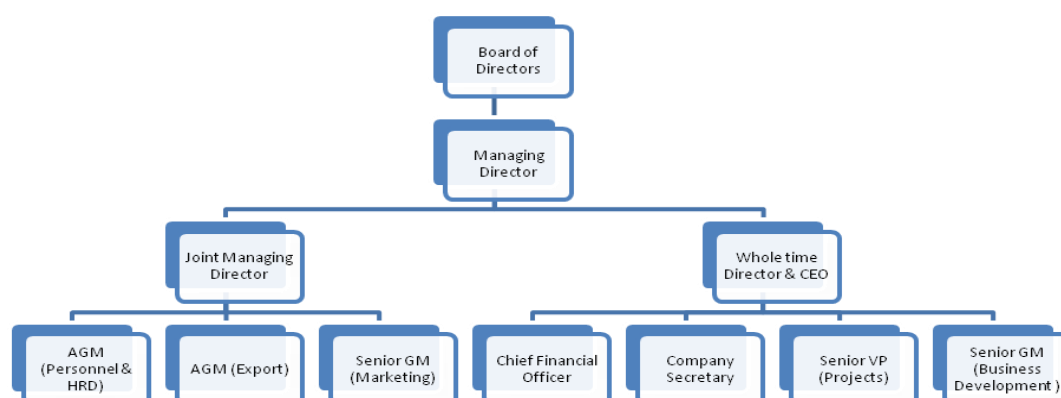 Board of
Directors
Managing
Director
Joint Managing
Director
Whole time
Director & CEO
AGM
(Personnel &
HRD)
AGM (Export)
Senior GM
(Marketing)
Chief Financial
Officer
Company
Secretary
Senior VP
(Projects)
Senior GM
(Business
Development )